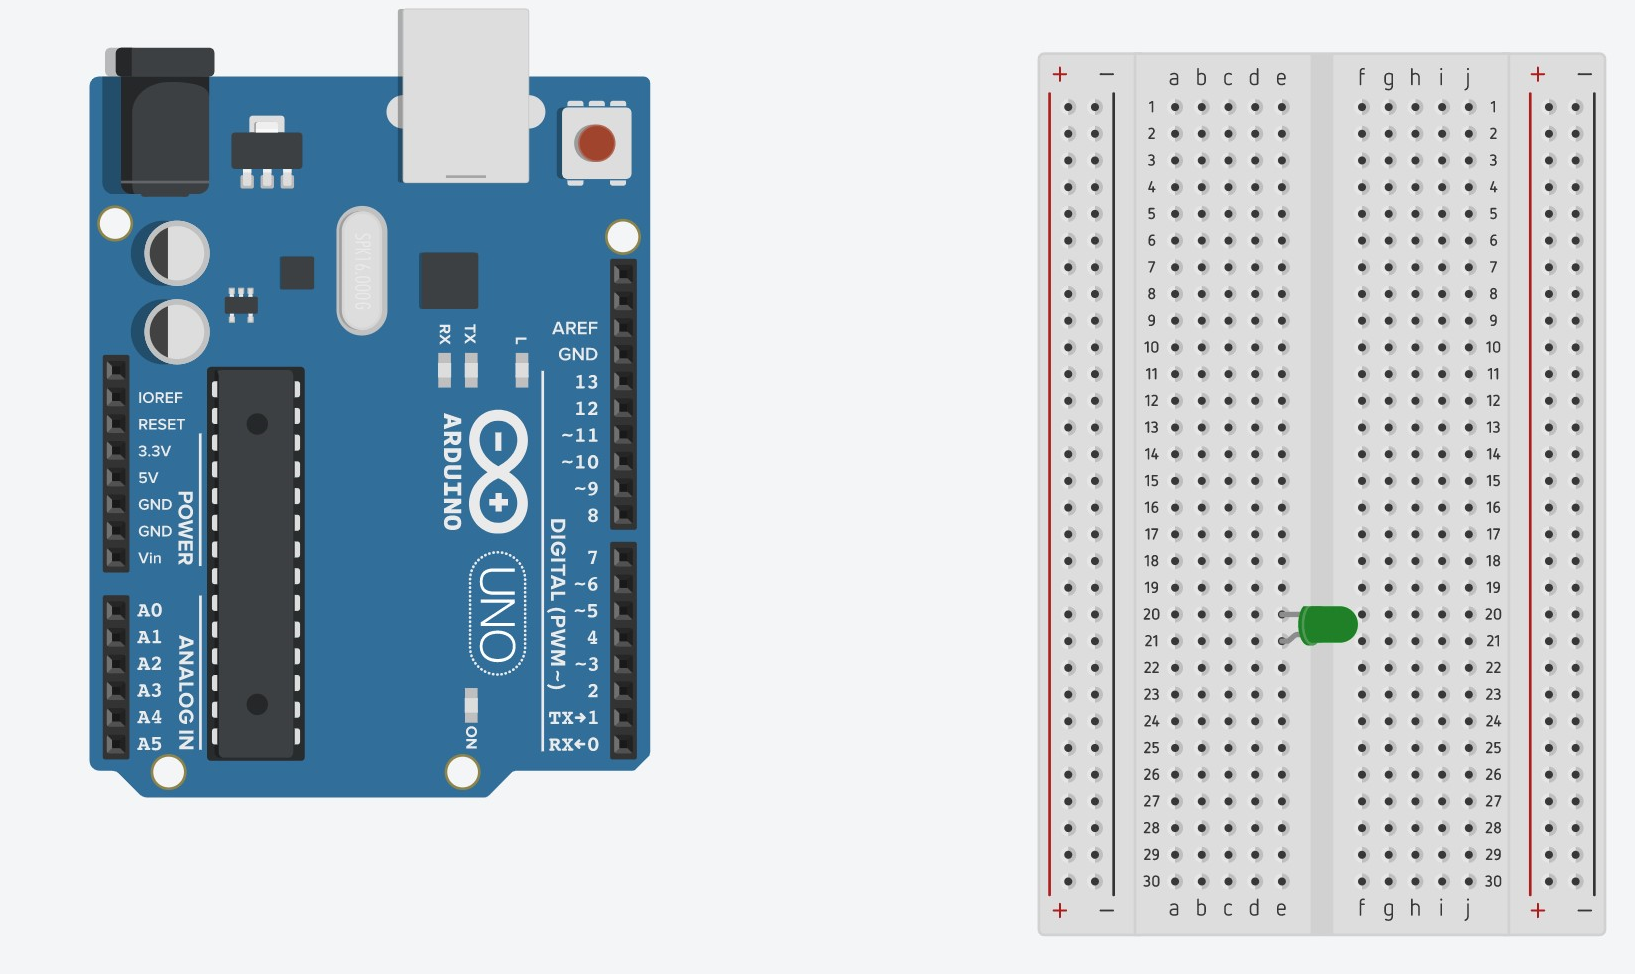 SPK16.000G
RX
TX
L
AREF
GND
13
12
~11
~10
~9
8
IOREF
RESET
3.3V
5V
GND
GND
Vin
POWER
ARDUINO
UNO
DIGITAL (PWM ~)
7
~6
~5
4
~3
2
TX→1
RX←0
A0
A1
A2
A3
A4
A5
ANALOG IN
ON
+ − a b c d e f g h i j + −
1 1
2 2
3 3
4 4
5 5
6 6
7 7
8 8
9 9
10 10
11 11
12 12
13 13
14 14
15 15
16 16
17 17
18 18
19 19
20 20
21 21
22 22
23 23
24 24
25 25
26 26
27 27
28 28
29 29
30 30
+ − a b c d e f g h i j + −